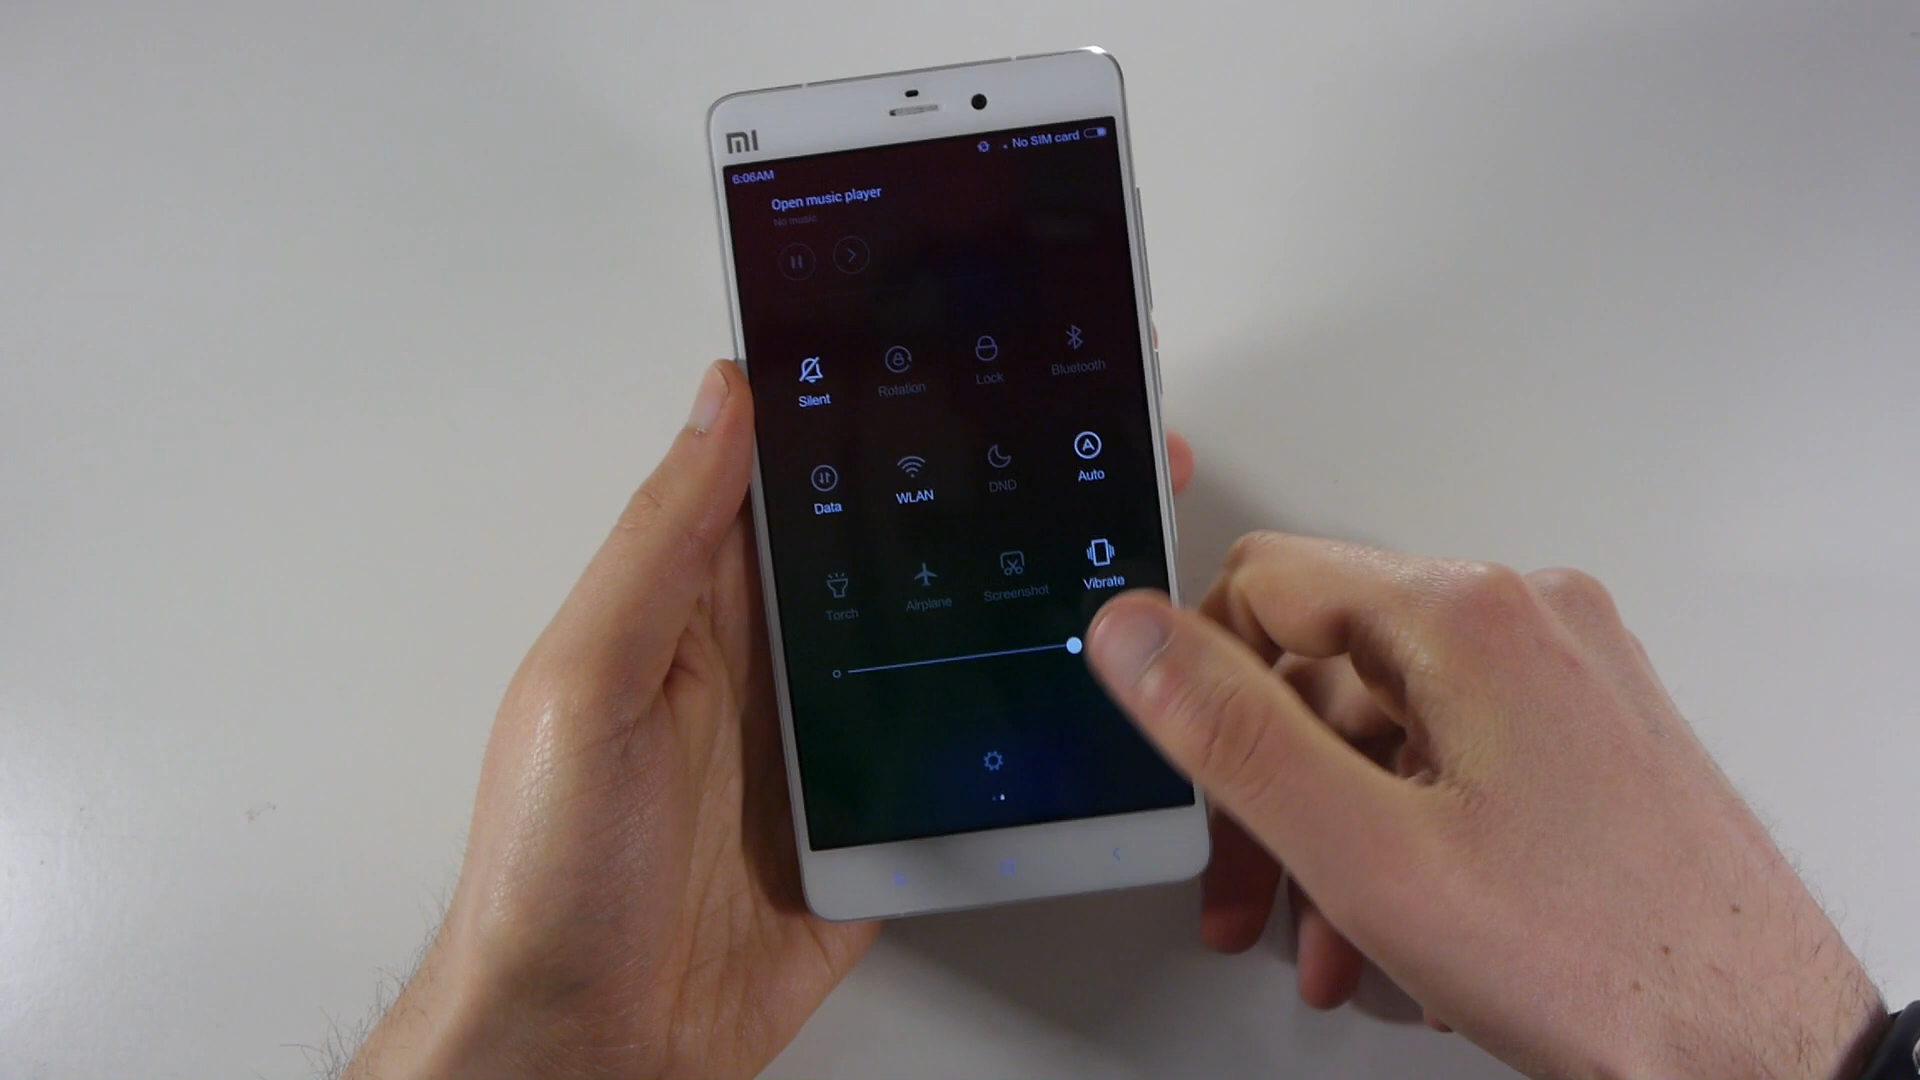 mi
No SIM card
6:06AM
Open music player
No music
Silent
Rotation
Lock
Bluetooth
Data
WLAN
DND
Auto
Torch
Airplane
Screenshot
Vibrate